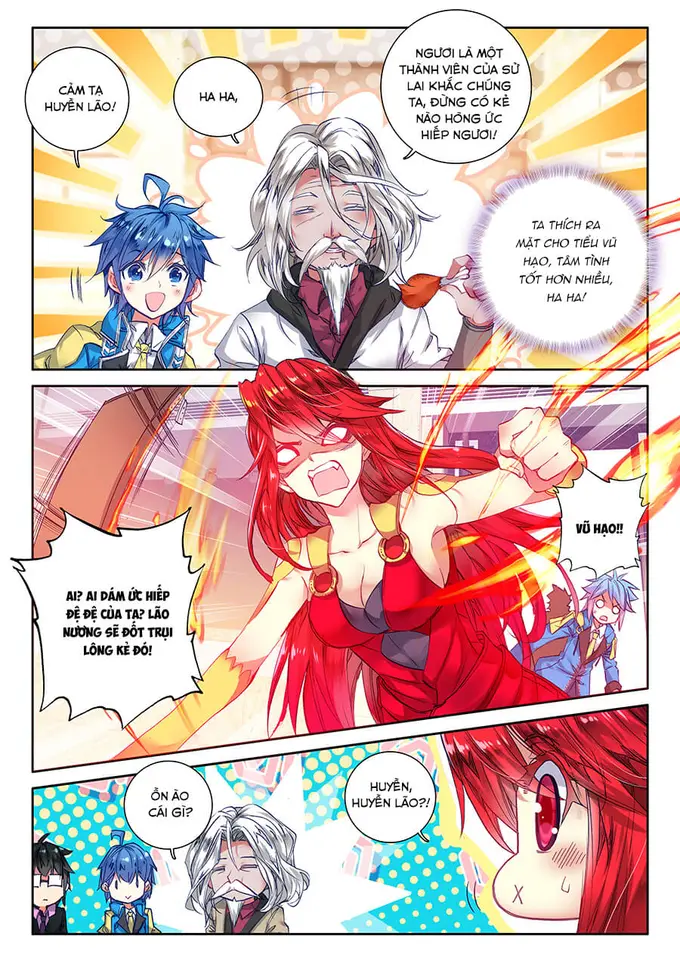 CẢM TẠ
HUYỀN LÃO!
HA HA,
NGƯƠI LÀ MỘT
THÀNH VIÊN CỦA SỬ
LAI KHẮC CHÚNG
TA, ĐỪNG CÓ KẺ
NÀO HÒNG ỨC
HIẾP NGƯƠI!
TA THÍCH RA
MẶT CHO TIỂU VŨ
HẠO, TÂM TÌNH
TỐT HƠN NHIỀU,
HA HA!
VŨ HẠO!!
AI? AI DÁM ỨC HIẾP
ĐỆ ĐỆ CỦA TA? LÃO
NƯƠNG SẼ ĐỐT TRỤI
LÔNG KẺ ĐÓ!
ỒN ÀO
CÁI GÌ?
HUYỀN,
HUYỀN LÃO?!